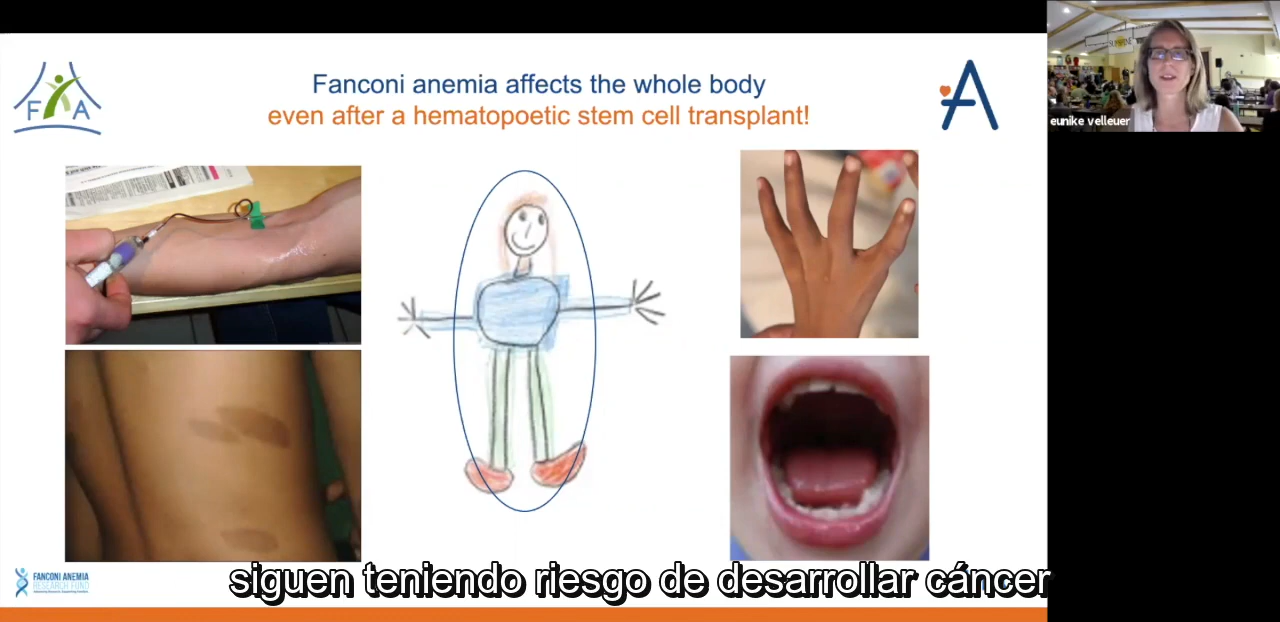 Fanconi anemia affects the whole body
even after a hematopoetic stem cell transplant!
F A
eunike velleuer
FANCONI ANEMIA
RESEARCH FUND
siguen teniendo riesgo de desarrollar cáncer